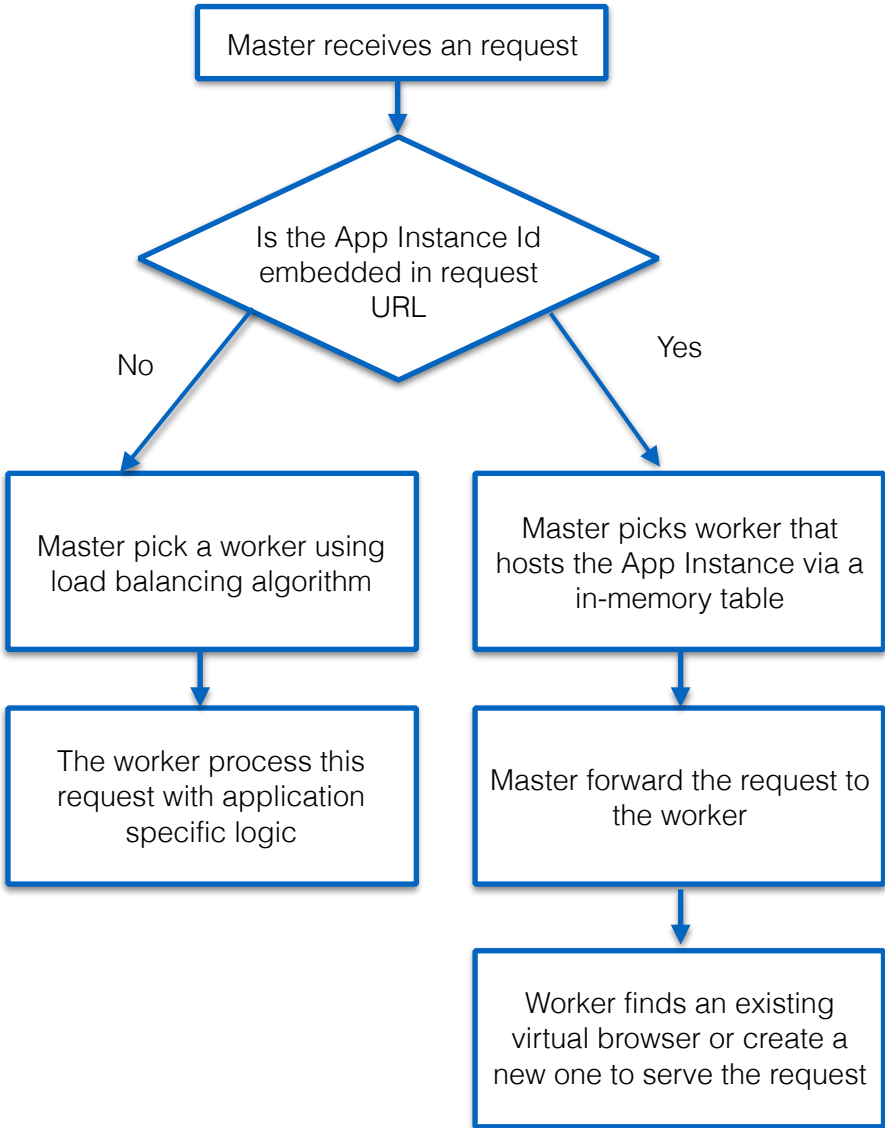 Master receives an request
Is the App Instance Id
embedded in request
URL
No
Yes
Master pick a worker using
load balancing algorithm
Master picks worker that
hosts the App Instance via a
in-memory table
The worker process this
request with application
specific logic
Master forward the request to
the worker
Worker finds an existing
virtual browser or create a
new one to serve the request